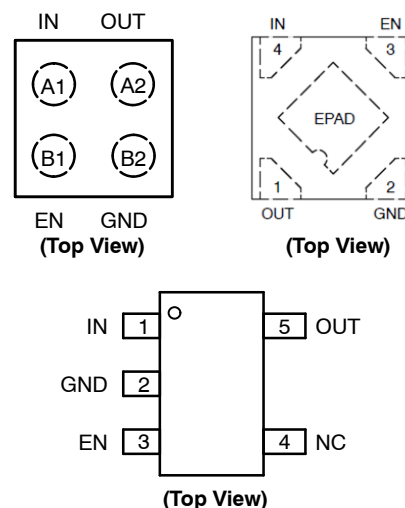 IN OUT
A1 A2
B1 B2
EN GND
(Top View)
IN EN
4 3
EPAD
1 2
OUT GND
(Top View)
IN 1 5 OUT
GND 2
EN 3 4 NC
(Top View)